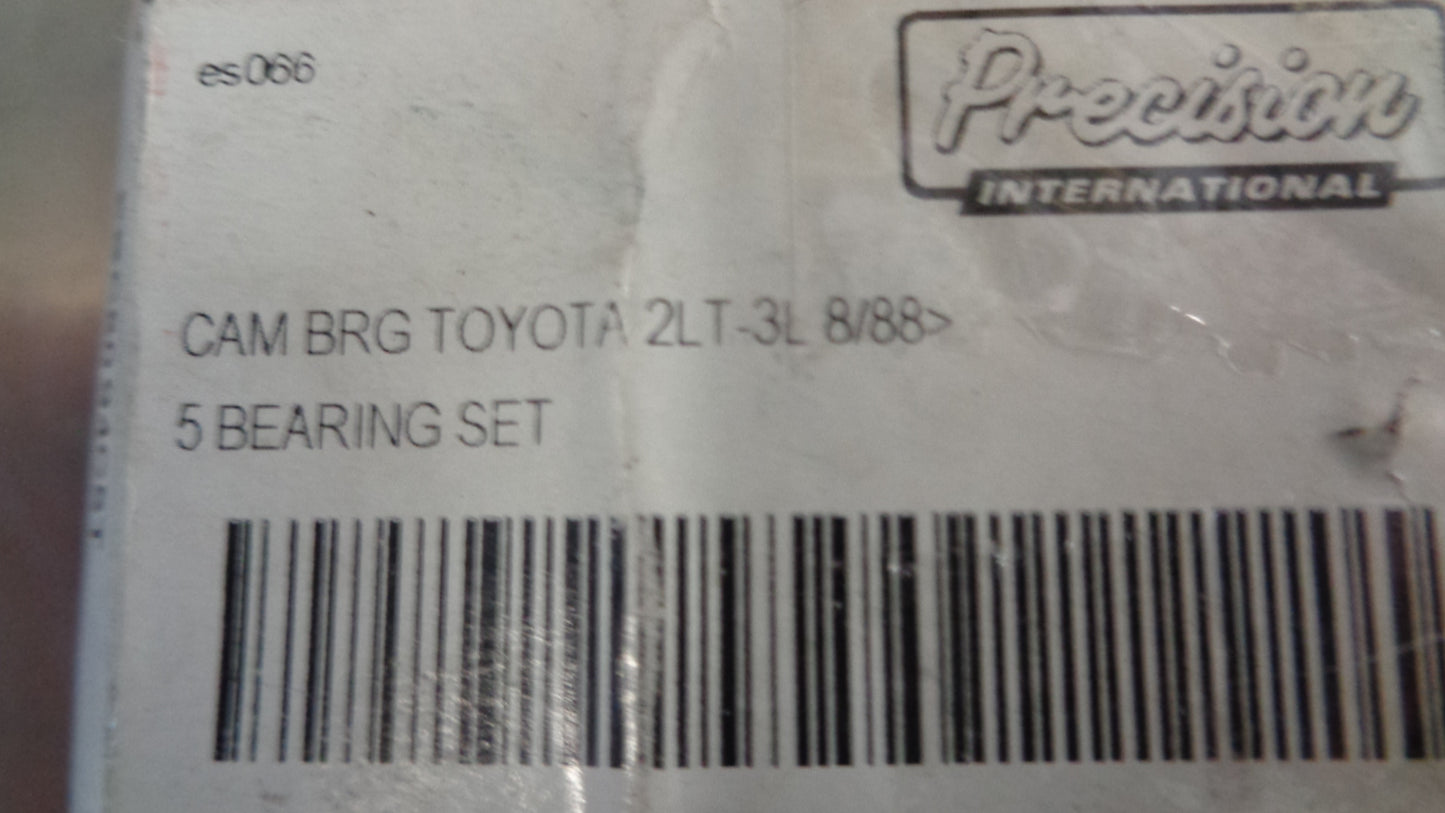 es066
Precision
INTERNATIONAL
CAM BRG TOYOTA 2LT-3L 8/88>
5 BEARING SET